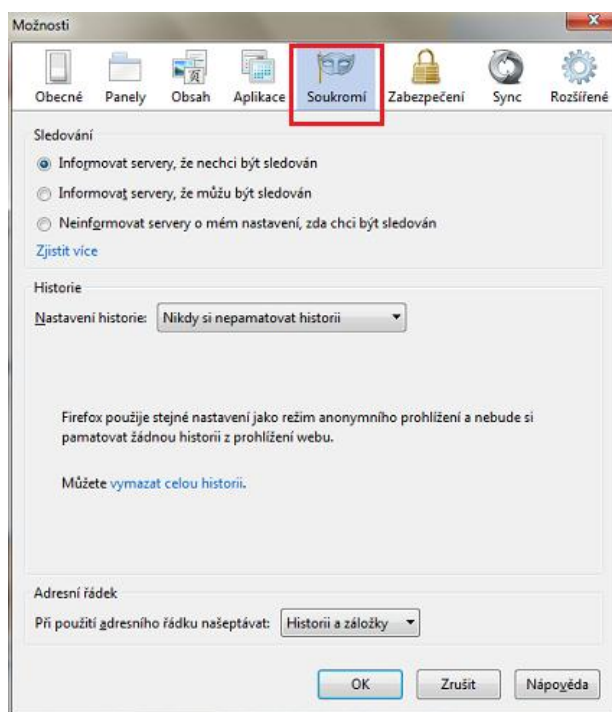 Možnosti
Obecné Panely Obsah Aplikace Soukromí Zabezpečení Sync Rozšířené
Sledování
Informovat servery, že nechci být sledován
Informovat servery, že můžu být sledován
Neinformovat servery o mém nastavení, zda chci být sledován
Zjistit více
Historie
Nastavení historie: Nikdy si nepamatovat historii
Firefox použije stejné nastavení jako režim anonymního prohlížení a nebude si
pamatovat žádnou historii z prohlížení webu.
Můžete vymazat celou historii.
Adresní řádek
Při použití adresního řádku našeptávat: Historii a záložky
OK Zrušit Nápověda